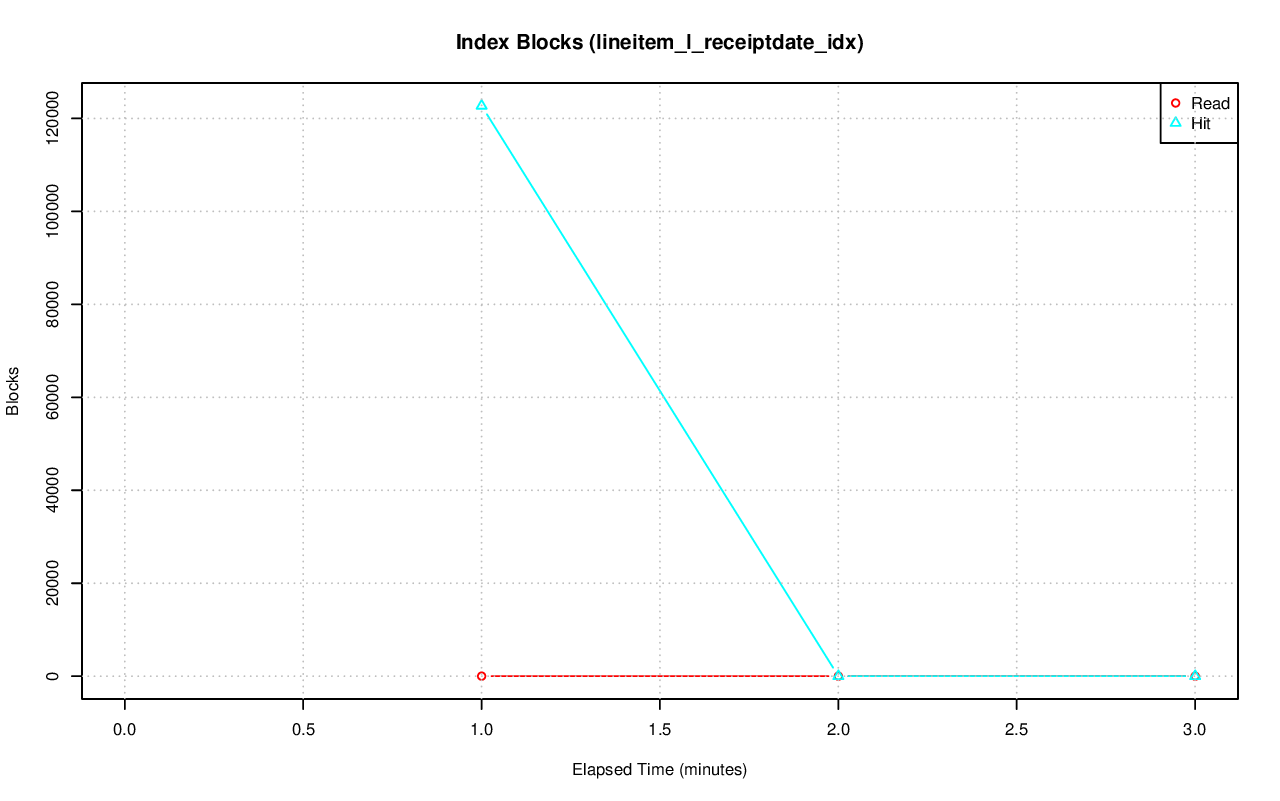 Index Blocks (lineitem_l_receiptdate_idx)
Read
Hit
120000
100000
80000
60000
40000
20000
0
Blocks
0.0 0.5 1.0 1.5 2.0 2.5 3.0
Elapsed Time (minutes)